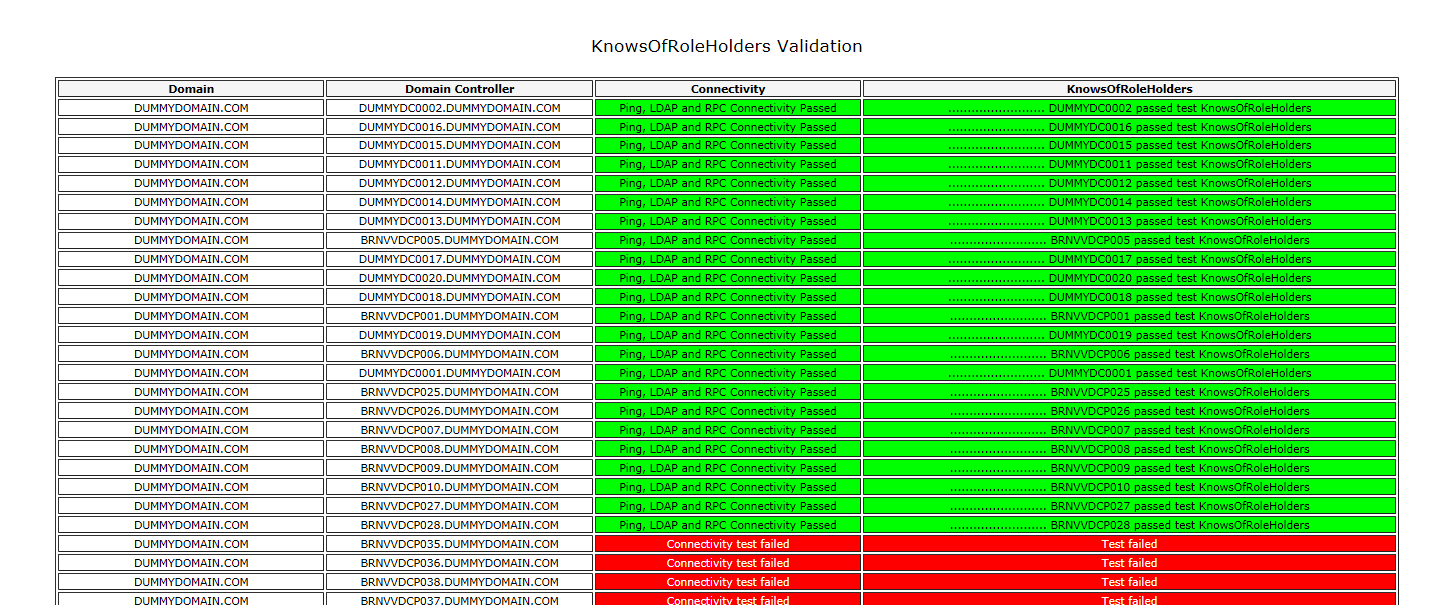 KnowsOfRoleHolders Validation
Domain Domain Controller Connectivity KnowsOfRoleHolders
DUMMYDOMAIN.COM DUMMYDC0002.DUMMYDOMAIN.COM Ping, LDAP and RPC Connectivity Passed ......................... DUMMYDC0002 passed test KnowsOfRoleHolders
DUMMYDOMAIN.COM DUMMYDC0016.DUMMYDOMAIN.COM Ping, LDAP and RPC Connectivity Passed ......................... DUMMYDC0016 passed test KnowsOfRoleHolders
DUMMYDOMAIN.COM DUMMYDC0015.DUMMYDOMAIN.COM Ping, LDAP and RPC Connectivity Passed ......................... DUMMYDC0015 passed test KnowsOfRoleHolders
DUMMYDOMAIN.COM DUMMYDC0011.DUMMYDOMAIN.COM Ping, LDAP and RPC Connectivity Passed ......................... DUMMYDC0011 passed test KnowsOfRoleHolders
DUMMYDOMAIN.COM DUMMYDC0012.DUMMYDOMAIN.COM Ping, LDAP and RPC Connectivity Passed ......................... DUMMYDC0012 passed test KnowsOfRoleHolders
DUMMYDOMAIN.COM DUMMYDC0014.DUMMYDOMAIN.COM Ping, LDAP and RPC Connectivity Passed ......................... DUMMYDC0014 passed test KnowsOfRoleHolders
DUMMYDOMAIN.COM DUMMYDC0013.DUMMYDOMAIN.COM Ping, LDAP and RPC Connectivity Passed ......................... DUMMYDC0013 passed test KnowsOfRoleHolders
DUMMYDOMAIN.COM BRNVVDCP005.DUMMYDOMAIN.COM Ping, LDAP and RPC Connectivity Passed ......................... BRNVVDCP005 passed test KnowsOfRoleHolders
DUMMYDOMAIN.COM DUMMYDC0017.DUMMYDOMAIN.COM Ping, LDAP and RPC Connectivity Passed ......................... DUMMYDC0017 passed test KnowsOfRoleHolders
DUMMYDOMAIN.COM DUMMYDC0020.DUMMYDOMAIN.COM Ping, LDAP and RPC Connectivity Passed ......................... DUMMYDC0020 passed test KnowsOfRoleHolders
DUMMYDOMAIN.COM DUMMYDC0018.DUMMYDOMAIN.COM Ping, LDAP and RPC Connectivity Passed ......................... DUMMYDC0018 passed test KnowsOfRoleHolders
DUMMYDOMAIN.COM BRNVVDCP001.DUMMYDOMAIN.COM Ping, LDAP and RPC Connectivity Passed ......................... BRNVVDCP001 passed test KnowsOfRoleHolders
DUMMYDOMAIN.COM DUMMYDC0019.DUMMYDOMAIN.COM Ping, LDAP and RPC Connectivity Passed ......................... DUMMYDC0019 passed test KnowsOfRoleHolders
DUMMYDOMAIN.COM BRNVVDCP006.DUMMYDOMAIN.COM Ping, LDAP and RPC Connectivity Passed ......................... BRNVVDCP006 passed test KnowsOfRoleHolders
DUMMYDOMAIN.COM DUMMYDC0001.DUMMYDOMAIN.COM Ping, LDAP and RPC Connectivity Passed ......................... DUMMYDC0001 passed test KnowsOfRoleHolders
DUMMYDOMAIN.COM BRNVVDCP025.DUMMYDOMAIN.COM Ping, LDAP and RPC Connectivity Passed ......................... BRNVVDCP025 passed test KnowsOfRoleHolders
DUMMYDOMAIN.COM BRNVVDCP026.DUMMYDOMAIN.COM Ping, LDAP and RPC Connectivity Passed ......................... BRNVVDCP026 passed test KnowsOfRoleHolders
DUMMYDOMAIN.COM BRNVVDCP007.DUMMYDOMAIN.COM Ping, LDAP and RPC Connectivity Passed ......................... BRNVVDCP007 passed test KnowsOfRoleHolders
DUMMYDOMAIN.COM BRNVVDCP008.DUMMYDOMAIN.COM Ping, LDAP and RPC Connectivity Passed ......................... BRNVVDCP008 passed test KnowsOfRoleHolders
DUMMYDOMAIN.COM BRNVVDCP009.DUMMYDOMAIN.COM Ping, LDAP and RPC Connectivity Passed ......................... BRNVVDCP009 passed test KnowsOfRoleHolders
DUMMYDOMAIN.COM BRNVVDCP010.DUMMYDOMAIN.COM Ping, LDAP and RPC Connectivity Passed ......................... BRNVVDCP010 passed test KnowsOfRoleHolders
DUMMYDOMAIN.COM BRNVVDCP027.DUMMYDOMAIN.COM Ping, LDAP and RPC Connectivity Passed ......................... BRNVVDCP027 passed test KnowsOfRoleHolders
DUMMYDOMAIN.COM BRNVVDCP028.DUMMYDOMAIN.COM Ping, LDAP and RPC Connectivity Passed ......................... BRNVVDCP028 passed test KnowsOfRoleHolders
DUMMYDOMAIN.COM BRNVVDCP035.DUMMYDOMAIN.COM Connectivity test failed Test failed
DUMMYDOMAIN.COM BRNVVDCP036.DUMMYDOMAIN.COM Connectivity test failed Test failed
DUMMYDOMAIN.COM BRNVVDCP038.DUMMYDOMAIN.COM Connectivity test failed Test failed
DUMMYDOMAIN.COM BRNVVDCP037.DUMMYDOMAIN.COM Connectivity test failed Test failed